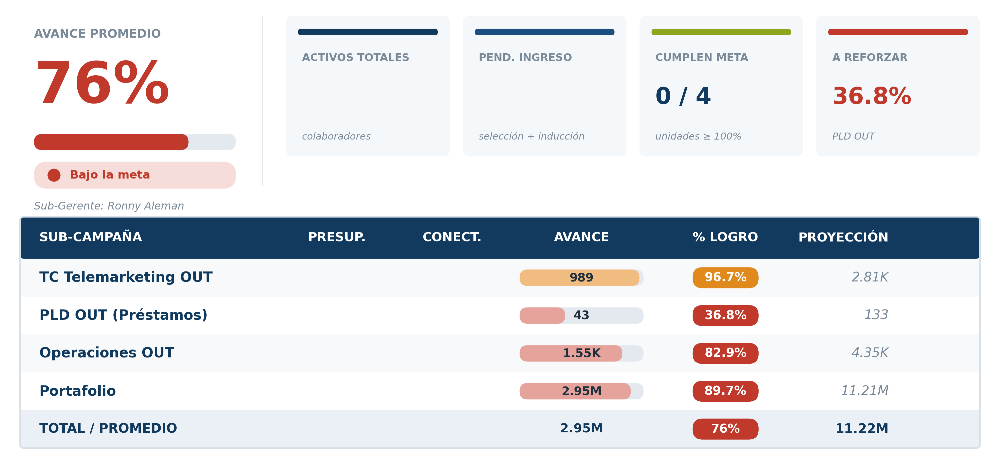 AVANCE PROMEDIO
76%
Bajo la meta
Sub-Gerente: Ronny Aleman
ACTIVOS TOTALES
colaboradores
PEND. INGRESO
selección + inducción
CUMPLEN META
0 / 4
unidades ≥ 100%
A REFORZAR
36.8%
PLD OUT
SUB-CAMPAÑA PRESUP. CONECT. AVANCE % LOGRO PROYECCIÓN
TC Telemarketing OUT 989 96.7% 2.81K
PLD OUT (Préstamos) 43 36.8% 133
Operaciones OUT 1.55K 82.9% 4.35K
Portafolio 2.95M 89.7% 11.21M
TOTAL / PROMEDIO 2.95M 76% 11.22M